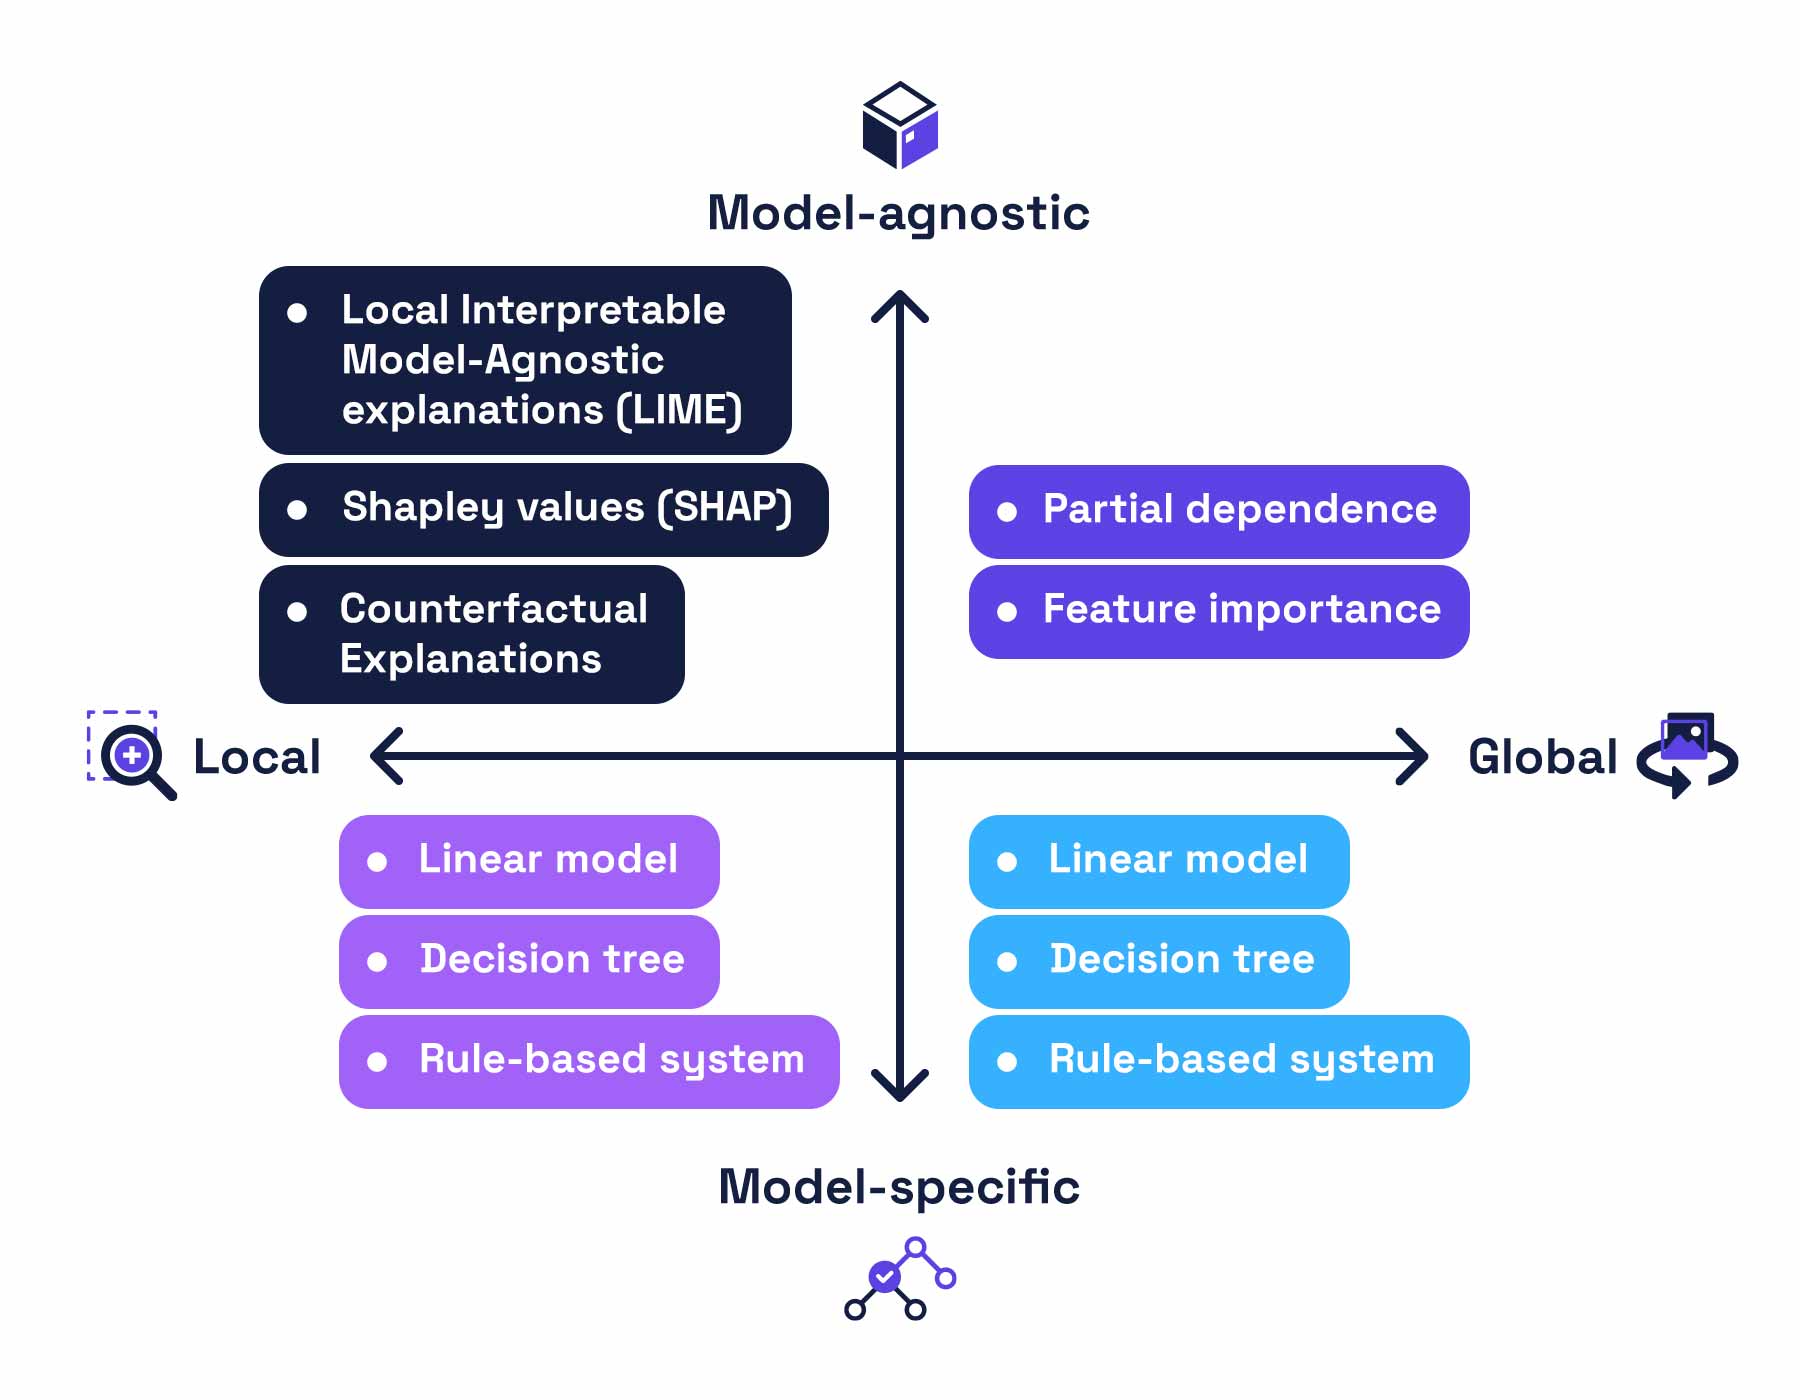 Model-agnostic
Local Interpretable
Model-Agnostic
explanations (LIME)
Shapley values (SHAP)
Counterfactual
Explanations
Partial dependence
Feature importance
Local
Global
Linear model
Decision tree
Rule-based system
Linear model
Decision tree
Rule-based system
Model-specific